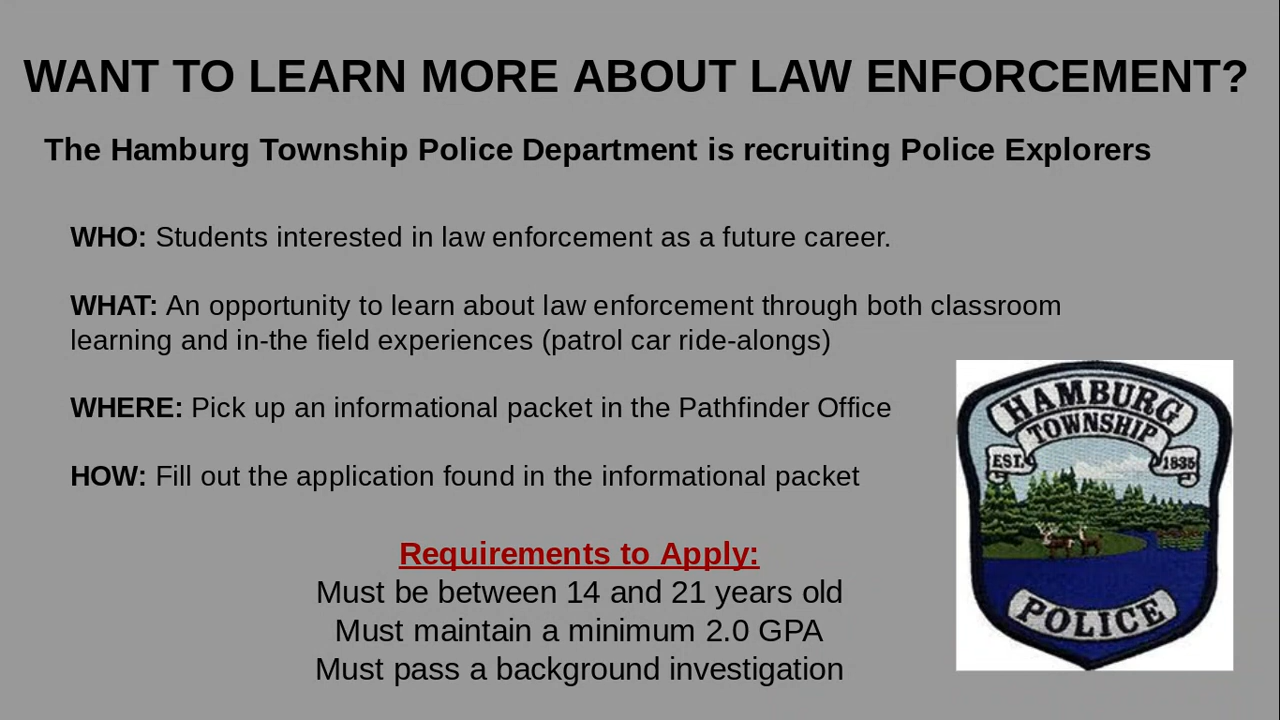 WANT TO LEARN MORE ABOUT LAW ENFORCEMENT?
The Hamburg Township Police Department is recruiting Police Explorers
WHO: Students interested in law enforcement as a future career.
WHAT: An opportunity to learn about law enforcement through both classroom
learning and in-the field experiences (patrol car ride-alongs)
WHERE: Pick up an informational packet in the Pathfinder Office
HOW: Fill out the application found in the informational packet
Requirements to Apply:
Must be between 14 and 21 years old
Must maintain a minimum 2.0 GPA
Must pass a background investigation
HAMBURG
TOWNSHIP
EST. 1835
POLICE